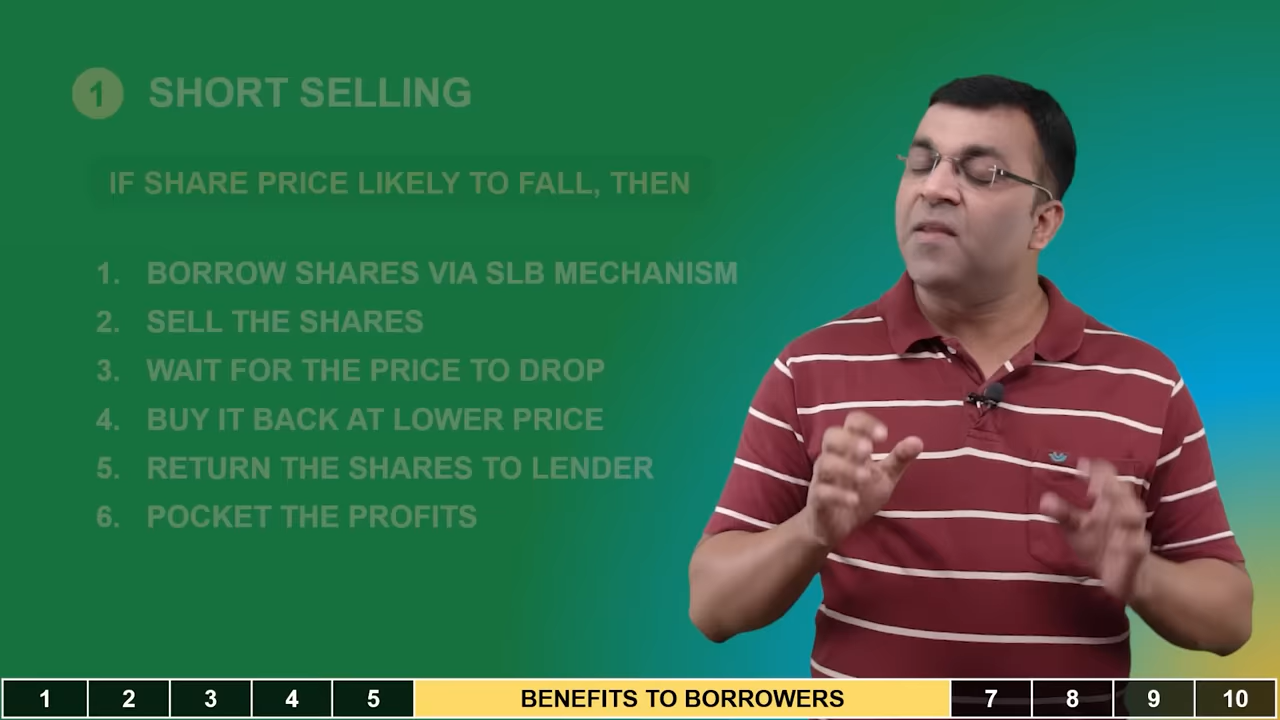 1 SHORT SELLING
IF SHARE PRICE LIKELY TO FALL, THEN
1. BORROW SHARES VIA SLB MECHANISM
2. SELL THE SHARES
3. WAIT FOR THE PRICE TO DROP
4. BUY IT BACK AT LOWER PRICE
5. RETURN THE SHARES TO LENDER
6. POCKET THE PROFITS
1 2 3 4 5 BENEFITS TO BORROWERS 7 8 9 10